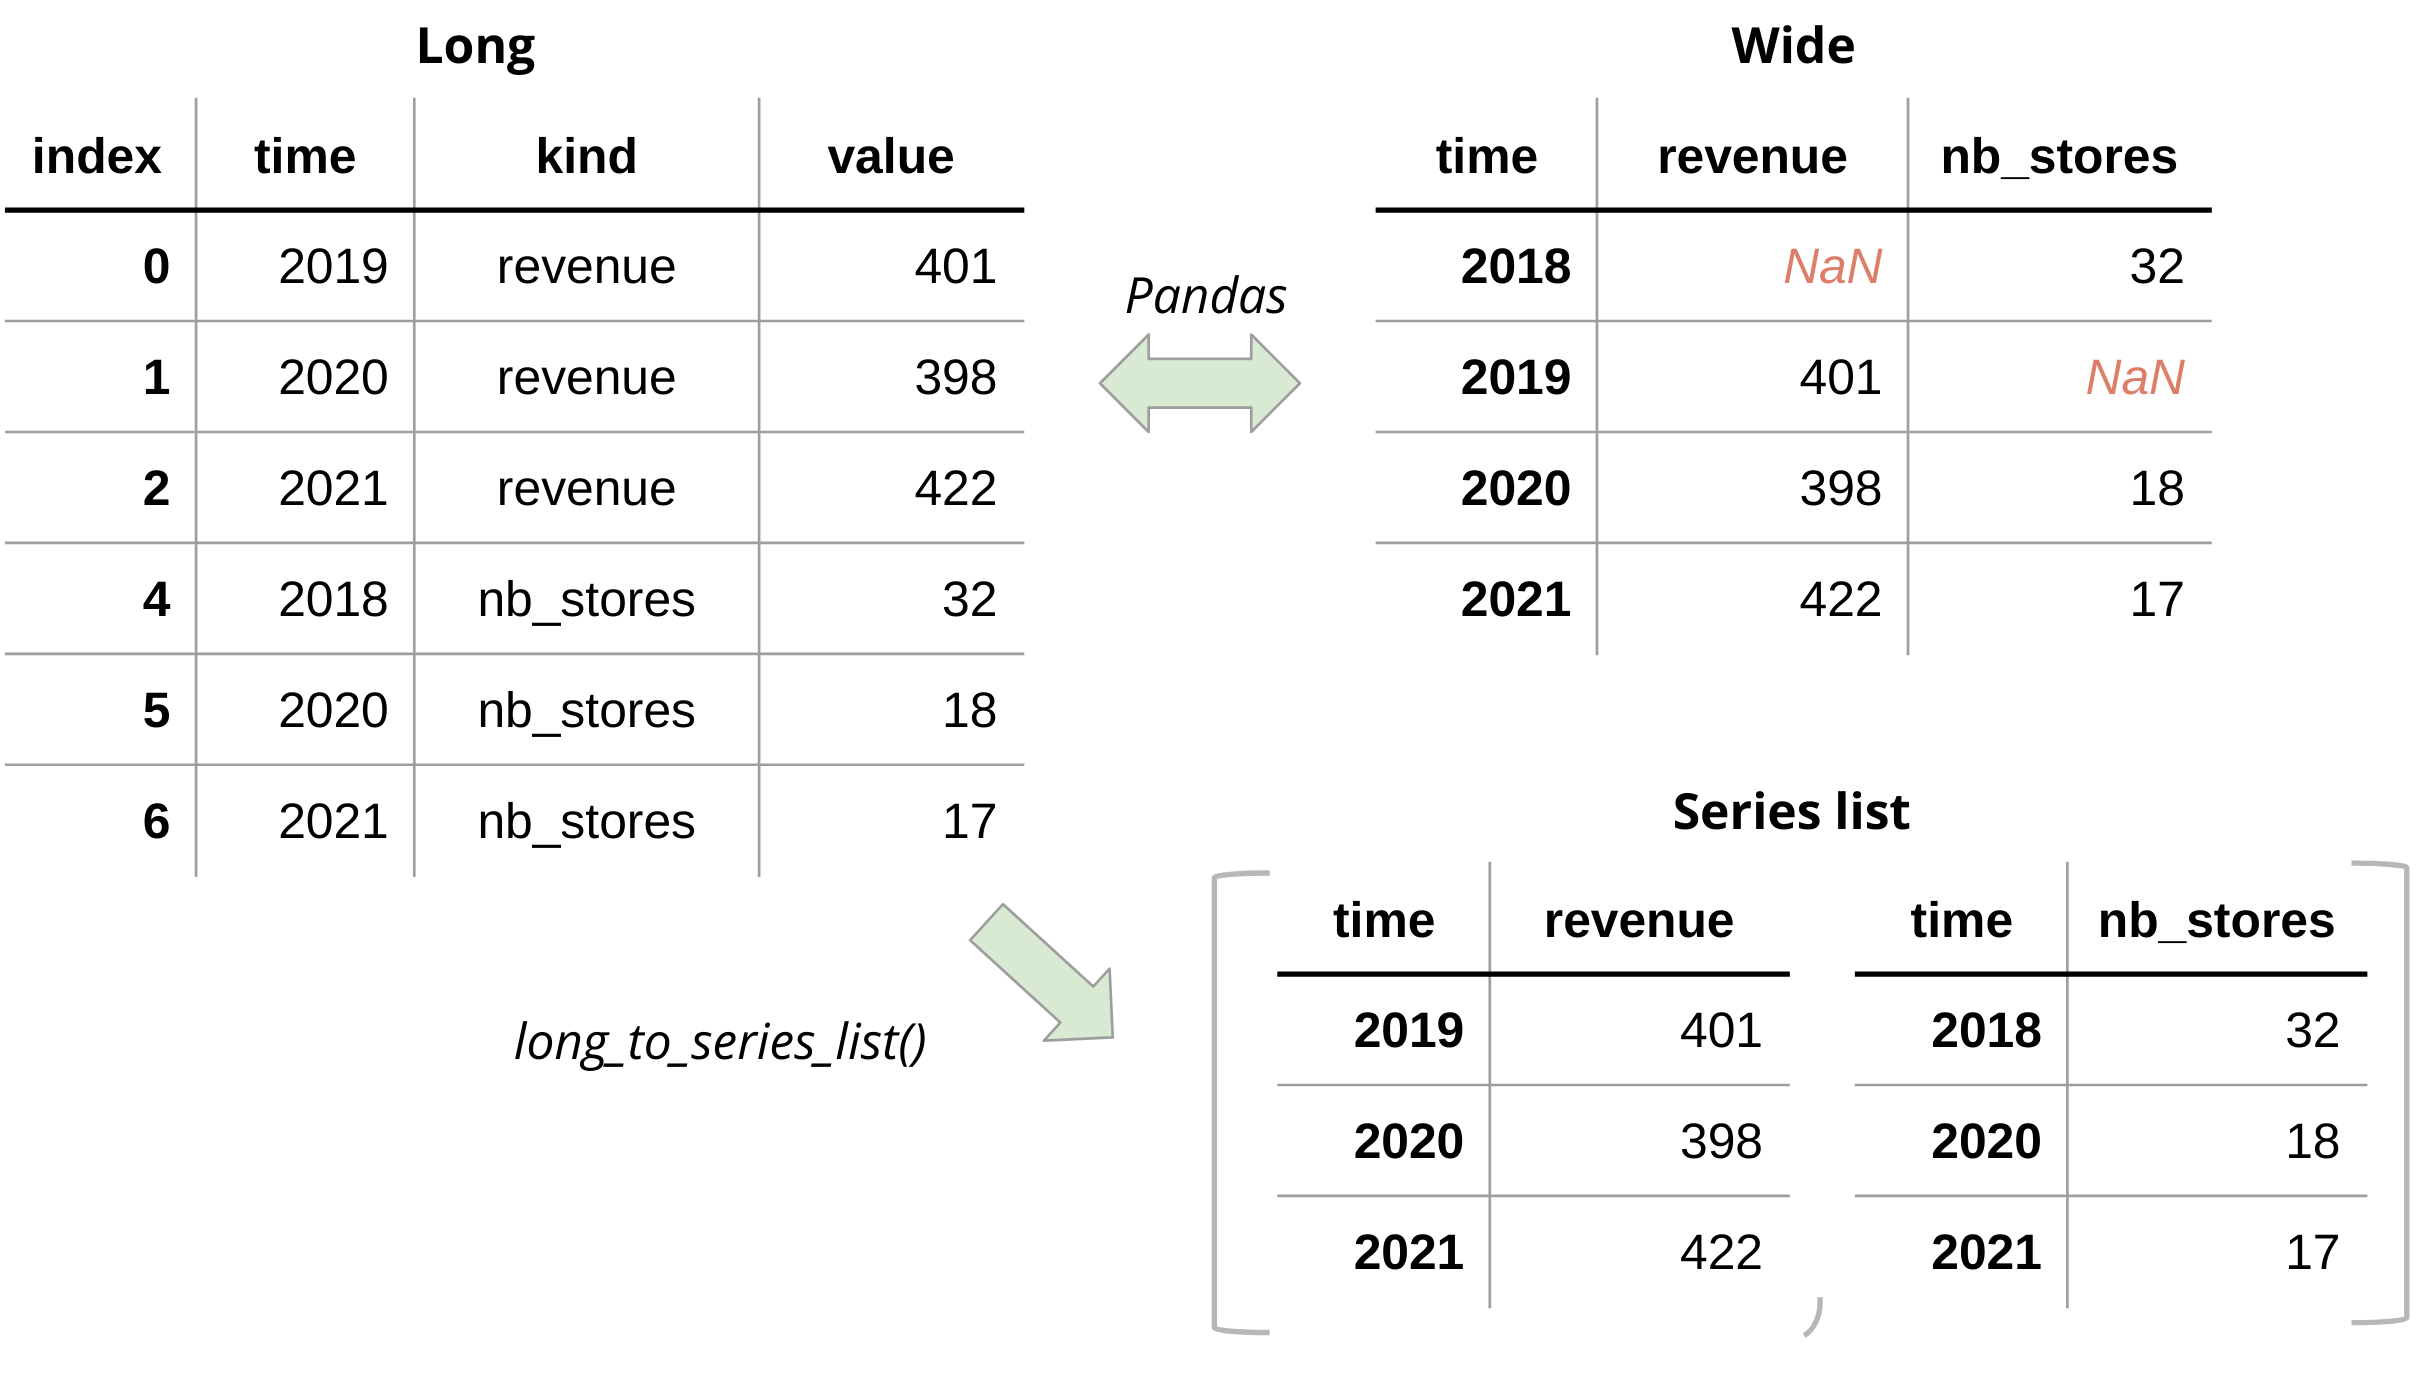 Long
index time kind value
0 2019 revenue 401
1 2020 revenue 398
2 2021 revenue 422
4 2018 nb_stores 32
5 2020 nb_stores 18
6 2021 nb_stores 17
Pandas
Wide
time revenue nb_stores
2018 NaN 32
2019 401 NaN
2020 398 18
2021 422 17
long_to_series_list()
Series list
time revenue
2019 401
2020 398
2021 422
,
time nb_stores
2018 32
2020 18
2021 17